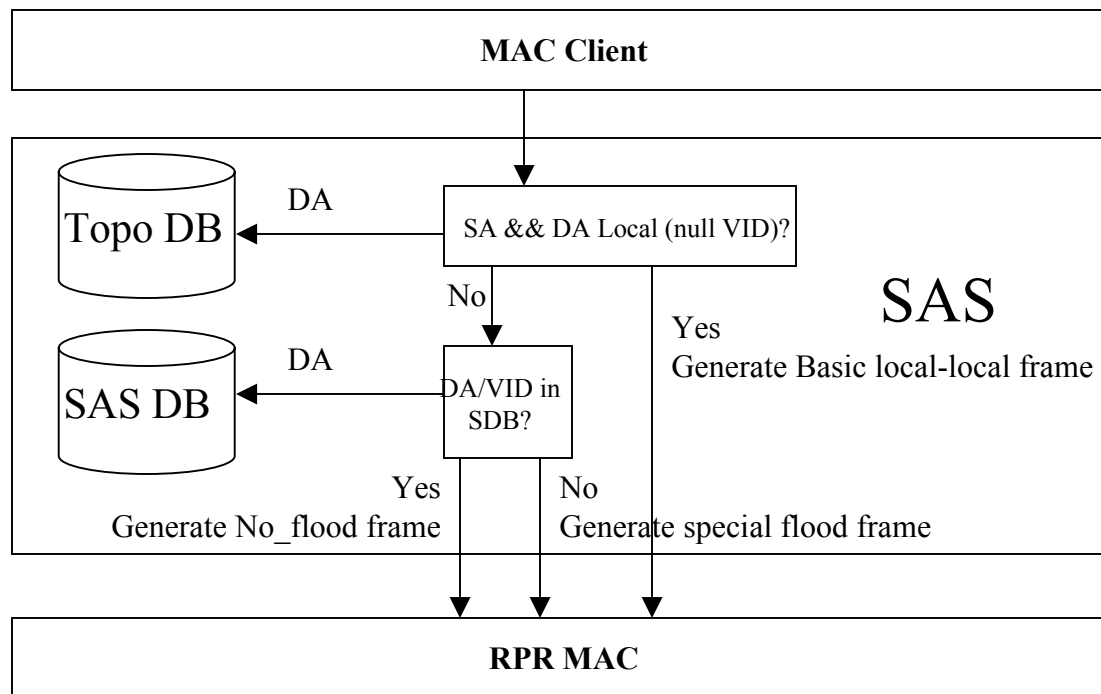 MAC Client
DA
Topo DB
SA && DA Local (null VID)?
No
SAS
Yes
Generate Basic local-local frame
DA
SAS DB
DA/VID in
SDB?
Yes
Generate No_flood frame
No
Generate special flood frame
RPR MAC